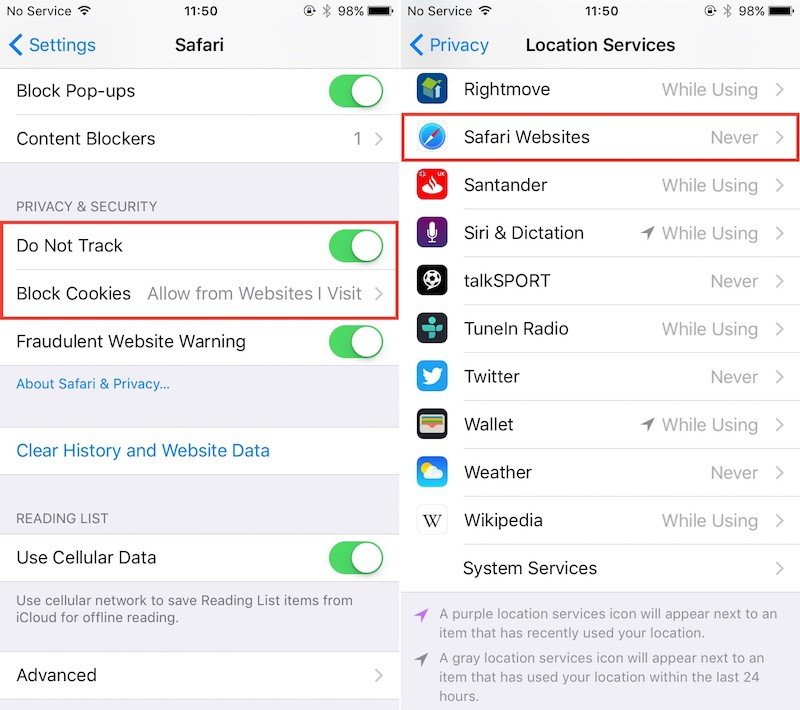 No Service 11:50 98%
Settings Safari
Block Pop-ups
Content Blockers 1
PRIVACY & SECURITY
Do Not Track
Block Cookies Allow from Websites I Visit
Fraudulent Website Warning
About Safari & Privacy...
Clear History and Website Data
READING LIST
Use Cellular Data
Use cellular network to save Reading List items from
iCloud for offline reading.
Advanced
No Service 11:50 98%
Privacy Location Services
Rightmove While Using
Safari Websites Never
UK
Santander While Using
Siri & Dictation While Using
talkSPORT Never
TuneIn Radio While Using
Twitter Never
Wallet While Using
Weather Never
W
Wikipedia While Using
System Services
A purple location services icon will appear next to an
item that has recently used your location.
A gray location services icon will appear next to an
item that has used your location within the last 24
hours.